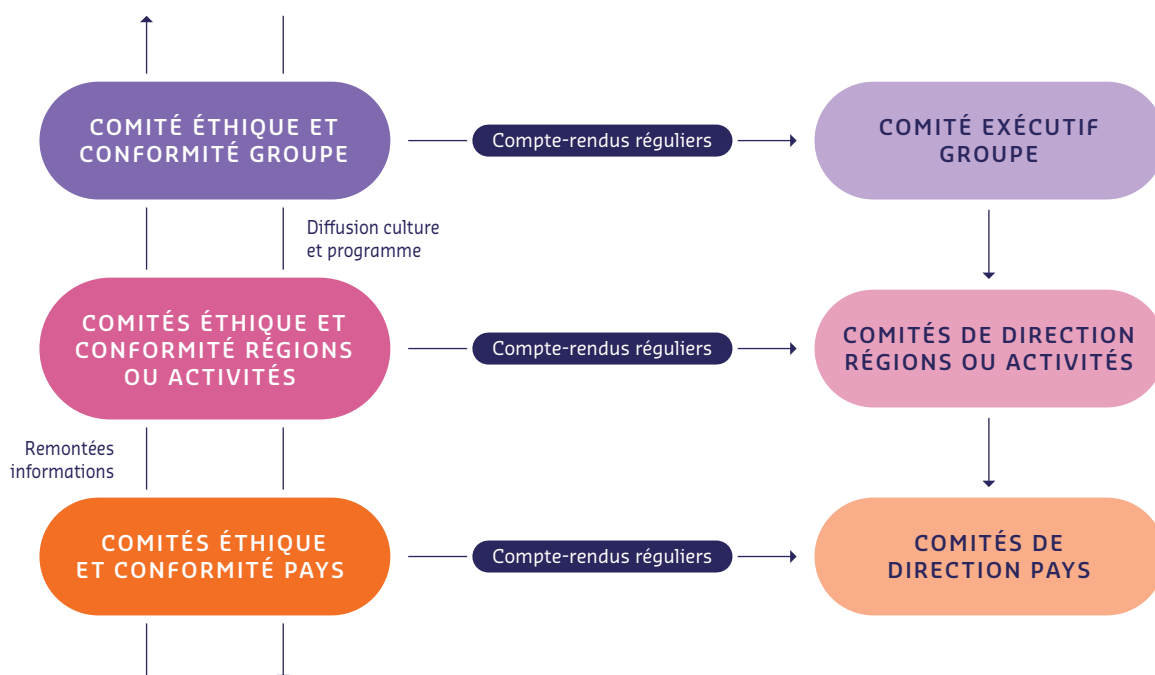 COMITÉ ÉTHIQUE ET
CONFORMITÉ GROUPE
Compte-rendus réguliers
COMITÉ EXÉCUTIF
GROUPE
Diffusion culture
et programme
COMITÉS ÉTHIQUE ET
CONFORMITÉ RÉGIONS
OU ACTIVITÉS
Compte-rendus réguliers
COMITÉS DE DIRECTION
RÉGIONS OU ACTIVITÉS
Remontées
informations
COMITÉS ÉTHIQUE
ET CONFORMITÉ PAYS
Compte-rendus réguliers
COMITÉS DE
DIRECTION PAYS